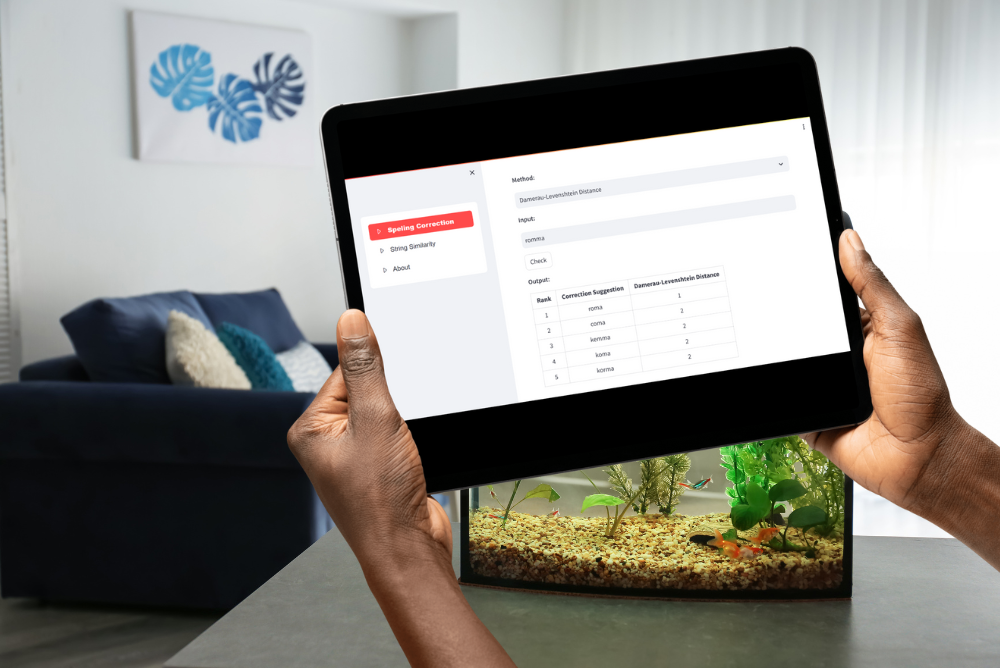 Speling Correction
String Similarity
About
Method:
Damerau-Levenshtein Distance
Input:
romma
Check
Output:
Rank Correction Suggestion Damerau-Levenshtein Distance
1 roma 1
2 coma 2
3 kemma 2
4 koma 2
5 korma 2